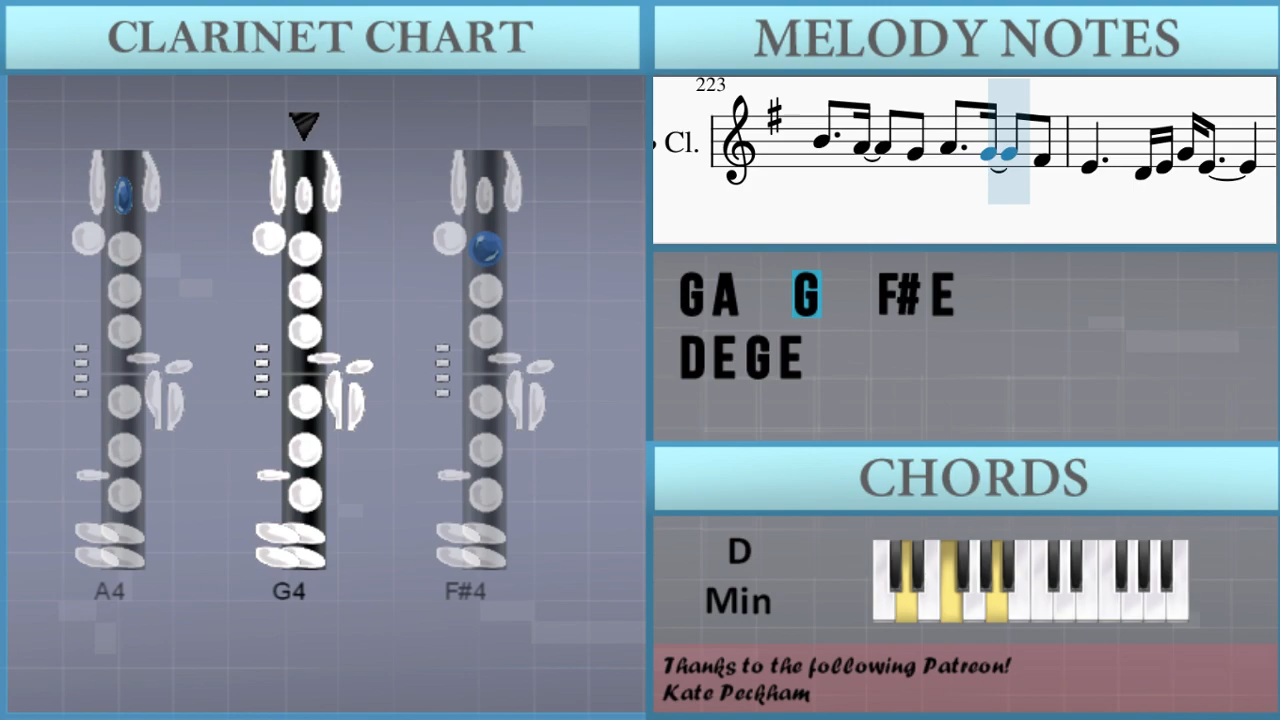 CLARINET CHART
A4
G4
F#4
MELODY NOTES
223
Cl.
GA G F# E
DEGE
CHORDS
D
Min
Thanks to the following Patreon!
Kate Peckham